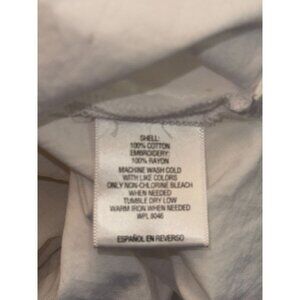 SHELL:
100% COTTON
EMBROIDERY:
100% RAYON
MACHINE WASH COLD
WITH LIKE COLORS
ONLY NON-CHLORINE BLEACH
WHEN NEEDED
TUMBLE DRY LOW
WARM IRON WHEN NEEDED
WPL 9046
ESPAÑOL EN REVERSO